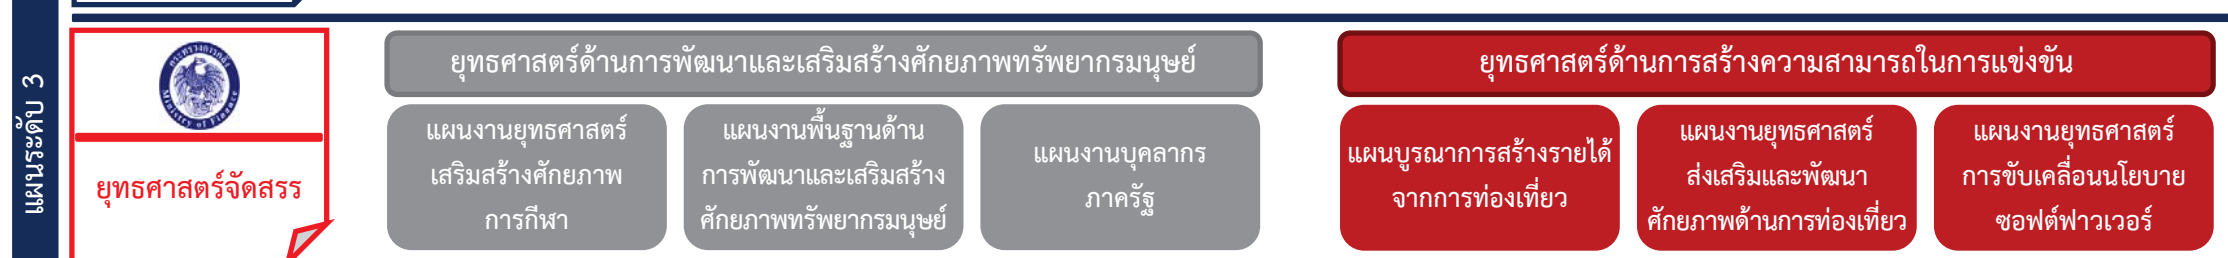 แผนระดับ 3
กระทรวงการคลัง
Ministry of Finance
ยุทธศาสตร์จัดสรร
ยุทธศาสตร์ด้านการพัฒนาและเสริมสร้างศักยภาพทรัพยากรมนุษย์
แผนงานยุทธศาสตร์
เสริมสร้างศักยภาพ
การกีฬา
แผนงานพื้นฐานด้าน
การพัฒนาและเสริมสร้าง
ศักยภาพทรัพยากรมนุษย์
แผนงานบุคลากร
ภาครัฐ
ยุทธศาสตร์ด้านการสร้างความสามารถในการแข่งขัน
แผนบูรณาการสร้างรายได้
จากการท่องเที่ยว
แผนงานยุทธศาสตร์
ส่งเสริมและพัฒนา
ศักยภาพด้านการท่องเที่ยว
แผนงานยุทธศาสตร์
การขับเคลื่อนนโยบาย
ซอฟต์ฟาวเวอร์